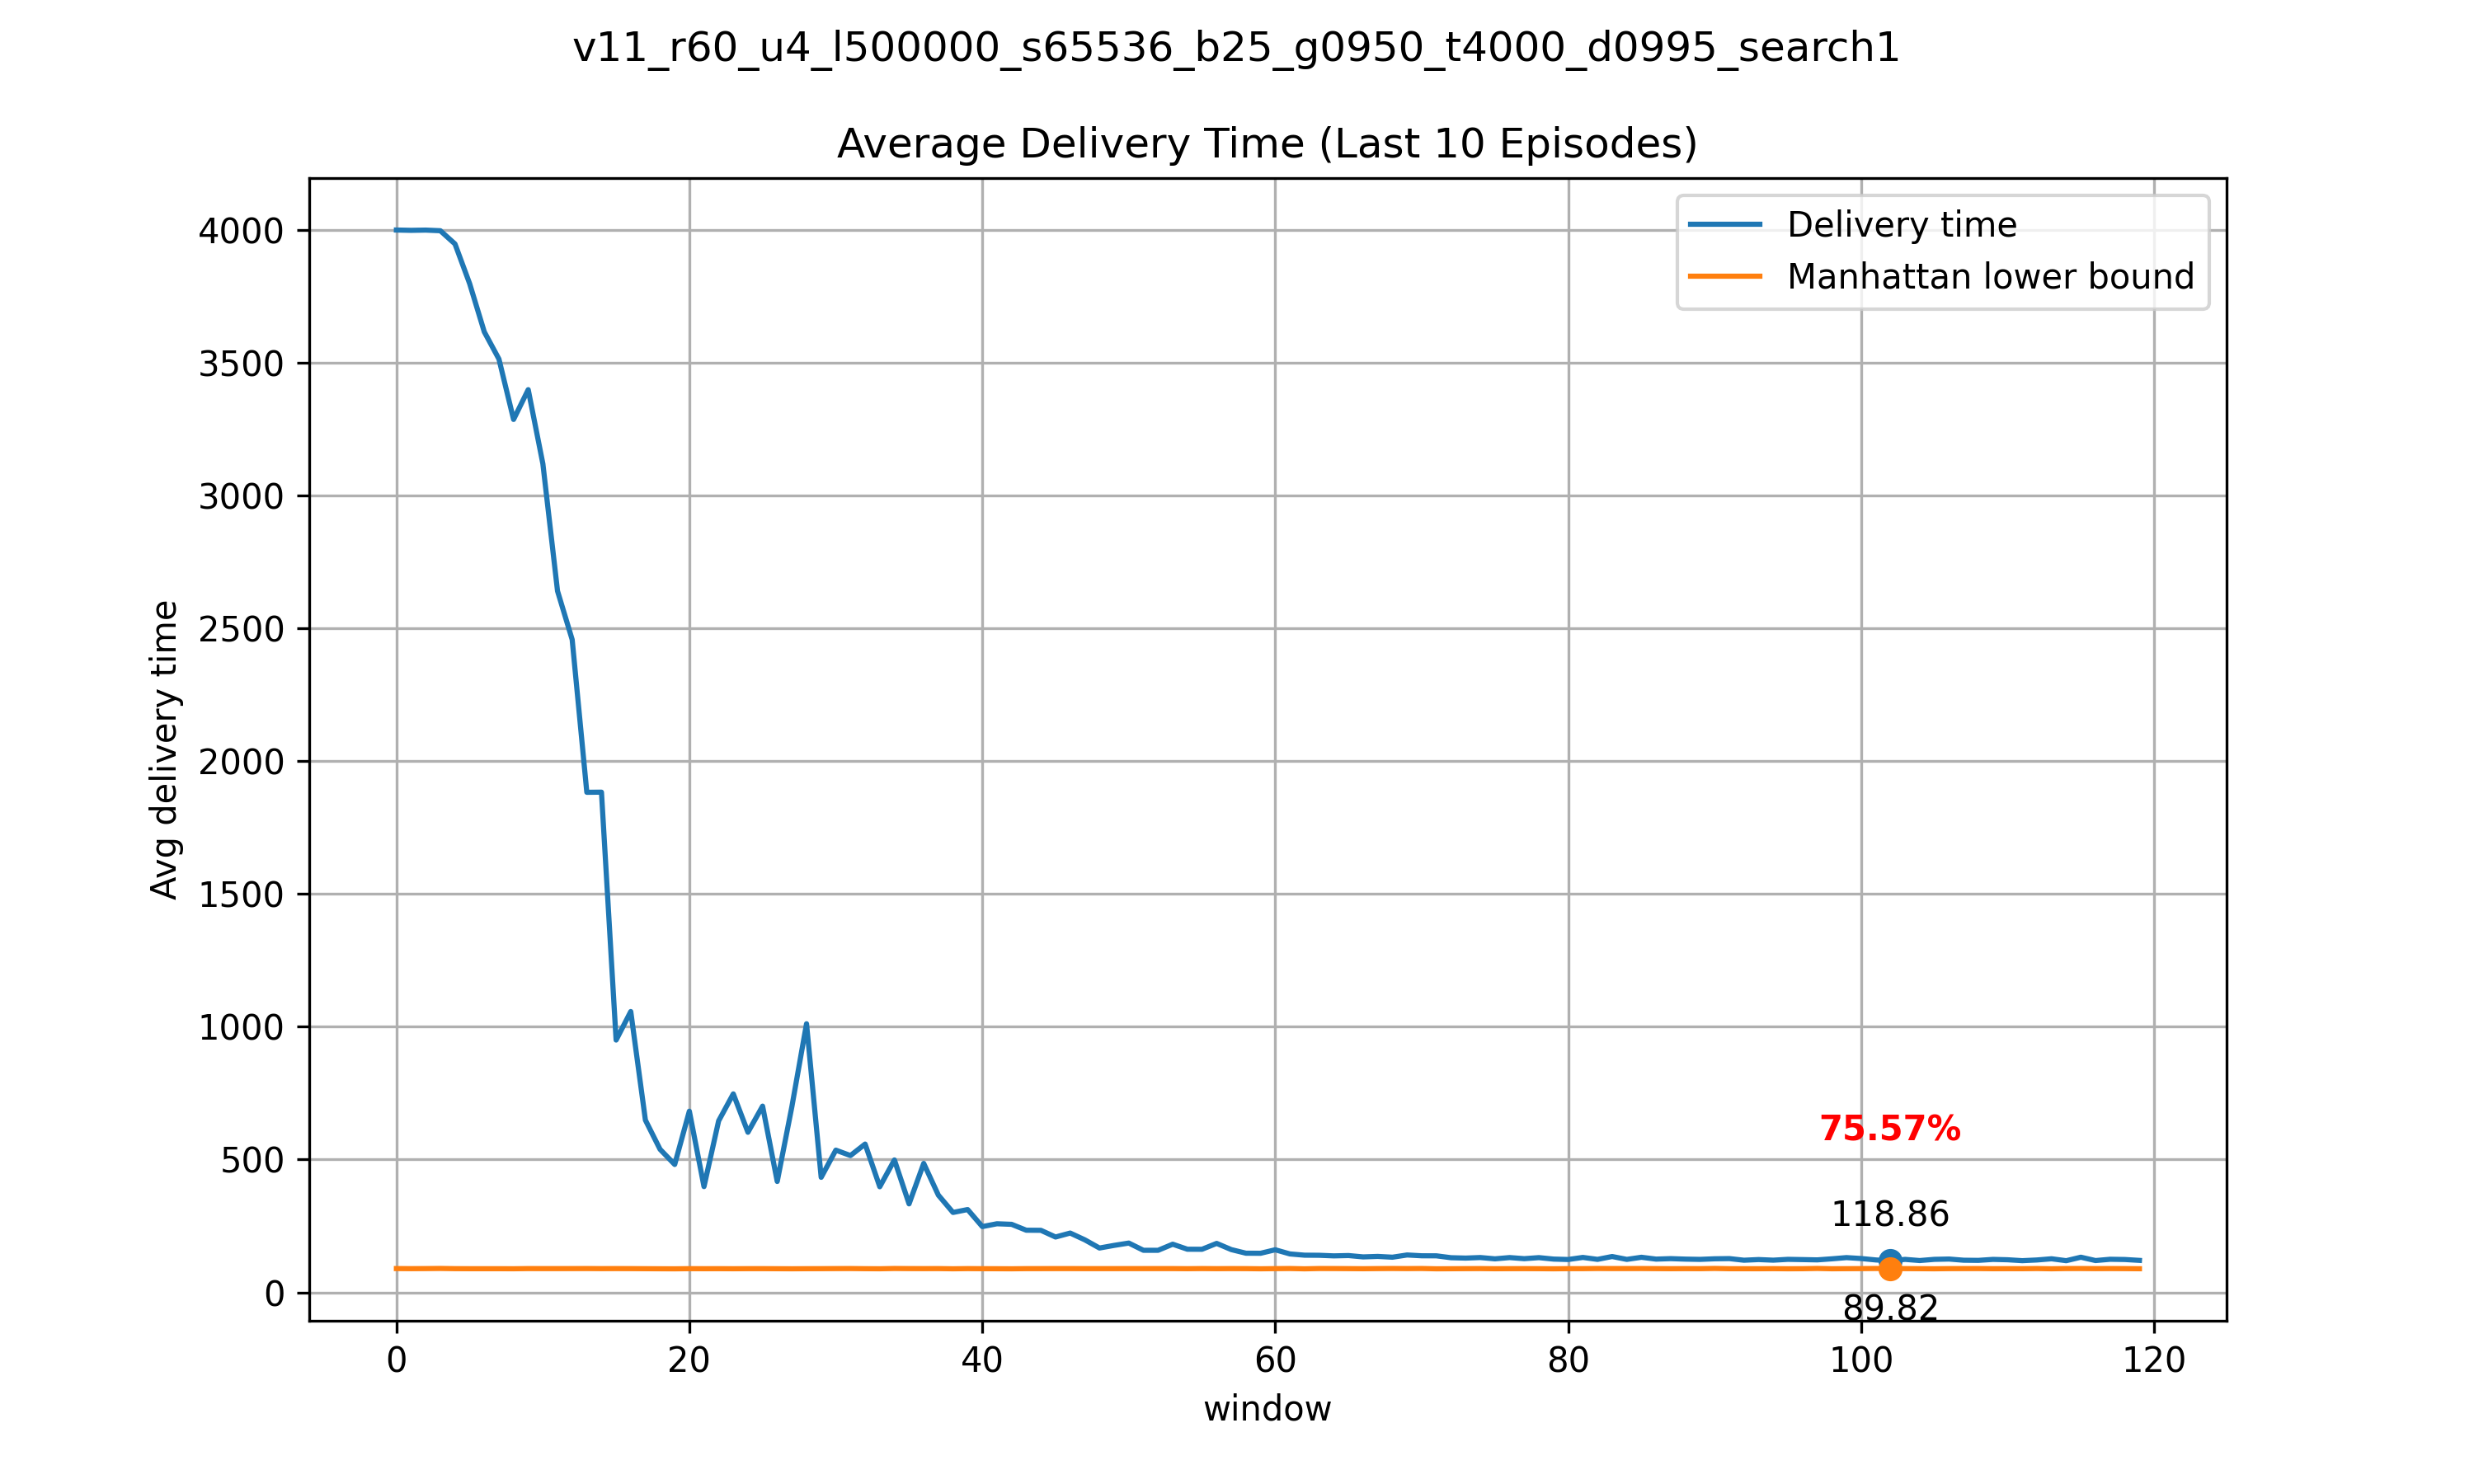 v11_r60_u4_l500000_s65536_b25_g0950_t4000_d0995_search1
Average Delivery Time (Last 10 Episodes)
Delivery time
Manhattan lower bound
Avg delivery time
4000
3500
3000
2500
2000
1500
1000
500
0
75.57%
118.86
89.82
0 20 40 60 80 100 120
window